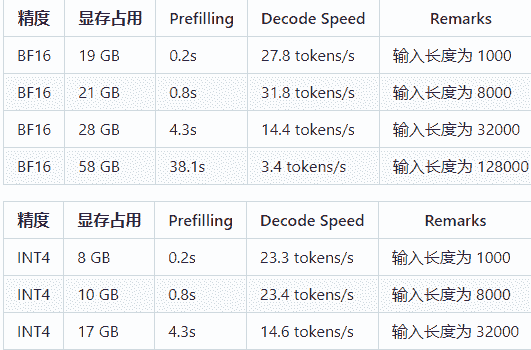 精度 显存占用 Prefilling Decode Speed Remarks
BF16 19 GB 0.2s 27.8 tokens/s 输入长度为 1000
BF16 21 GB 0.8s 31.8 tokens/s 输入长度为 8000
BF16 28 GB 4.3s 14.4 tokens/s 输入长度为 32000
BF16 58 GB 38.1s 3.4 tokens/s 输入长度为 128000
精度 显存占用 Prefilling Decode Speed Remarks
INT4 8 GB 0.2s 23.3 tokens/s 输入长度为 1000
INT4 10 GB 0.8s 23.4 tokens/s 输入长度为 8000
INT4 17 GB 4.3s 14.6 tokens/s 输入长度为 32000